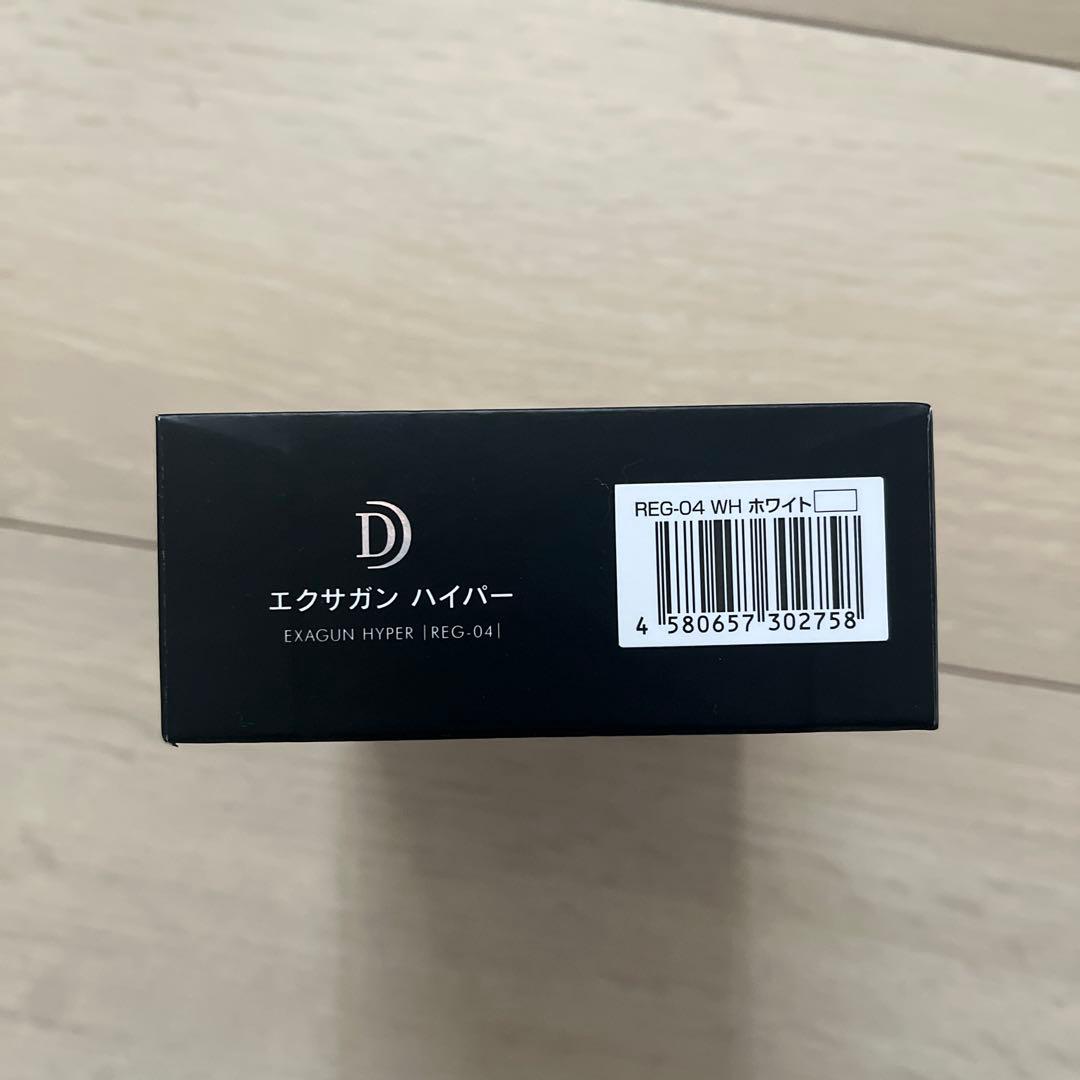 D
エクサガン ハイパー
EXAGUN HYPER |REG-04|
REG-04 WH ホワイト
4 580657 302758